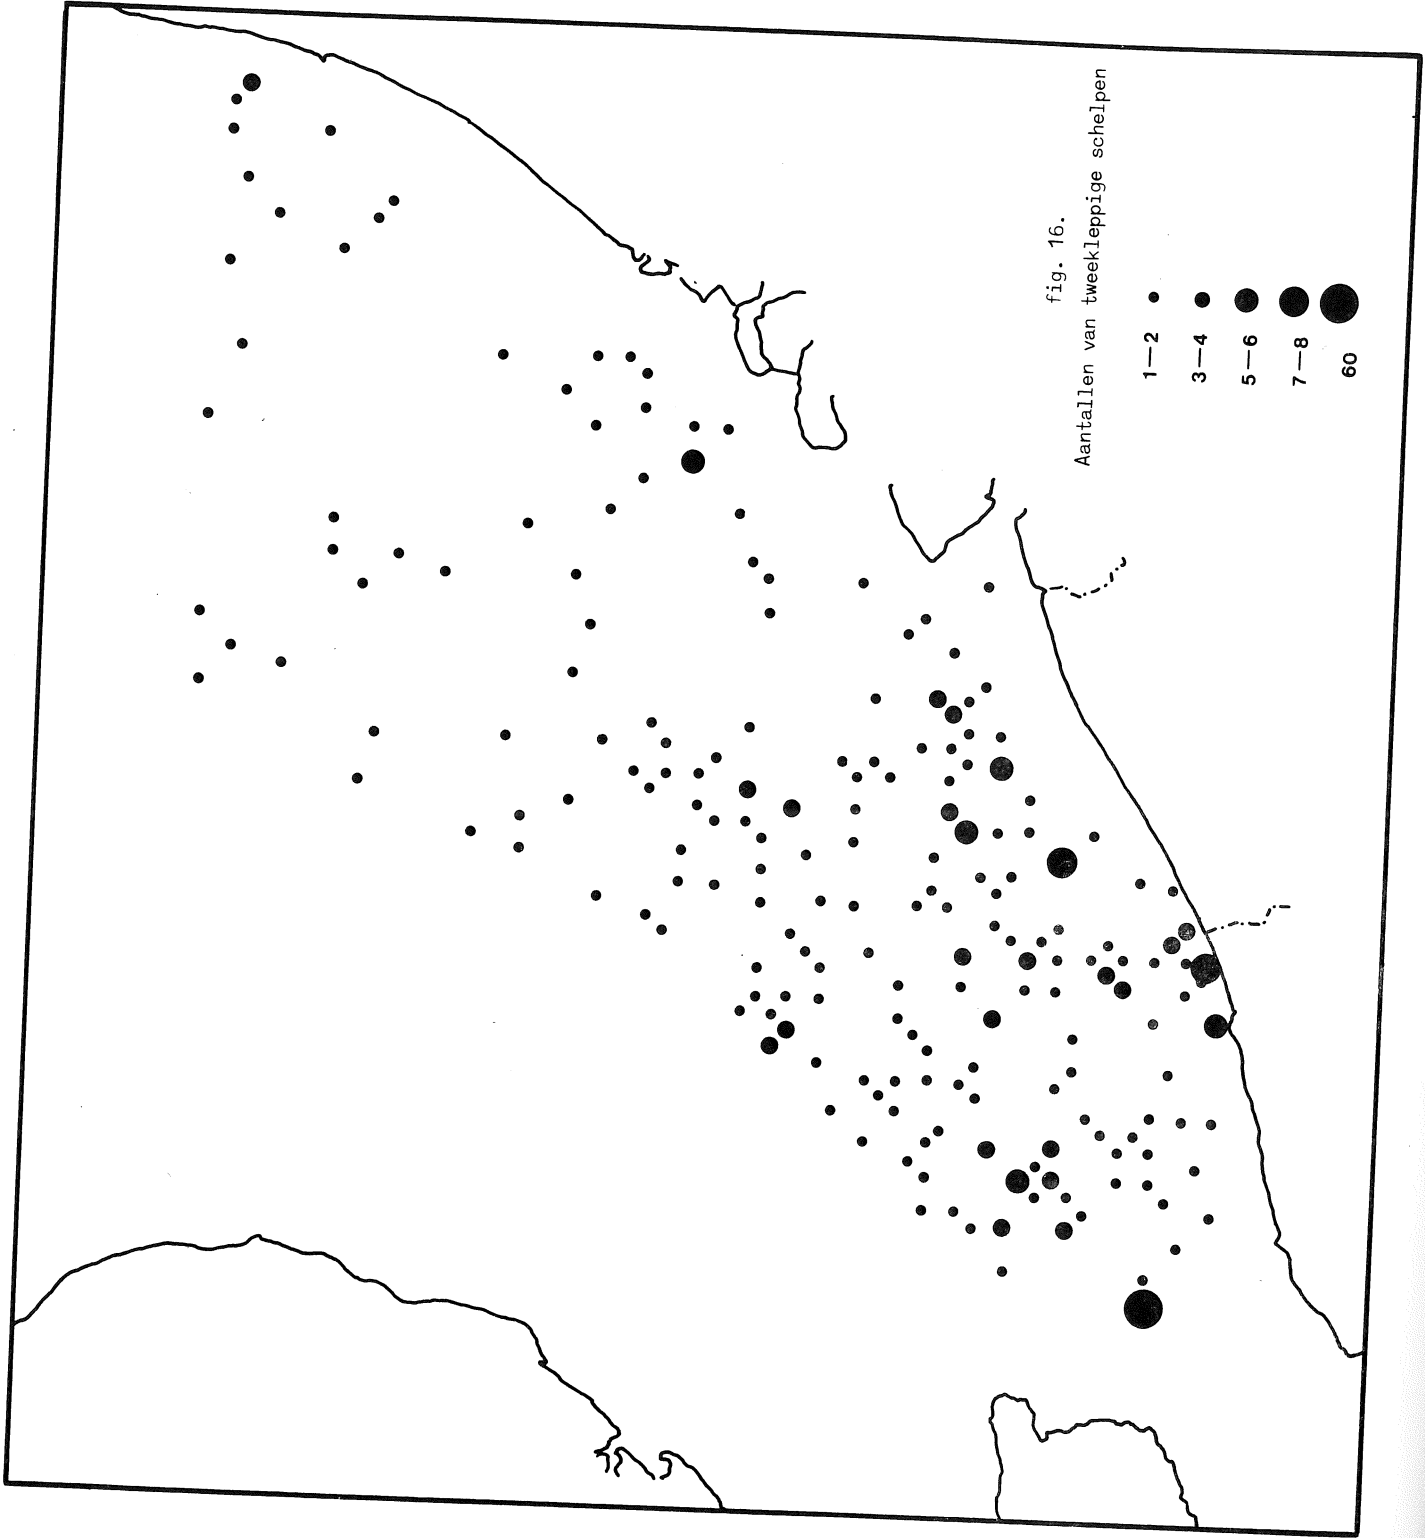 fig. 16.
Aantallen van tweekleppige schelpen
1—2
3—4
5—6
7—8
60